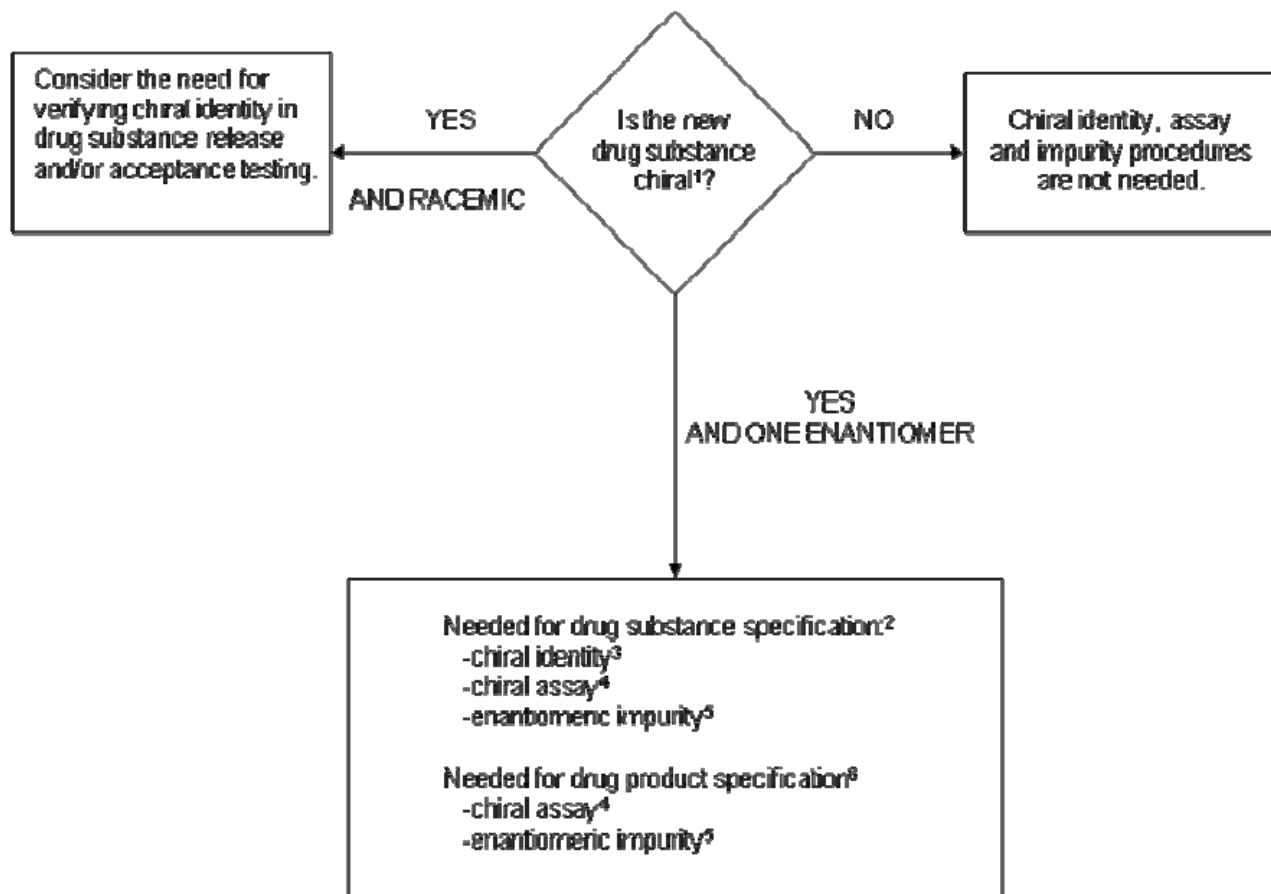 Consider the need for
verifying chiral identity in
drug substance release
and/or acceptance testing.
YES
AND RACEMIC
Is the new
drug substance
chiral¹?
NO
Chiral identity, assay
and impurity procedures
are not needed.
YES
AND ONE ENANTIOMER
Needed for drug substance specification:²
-chiral identity³
-chiral assay⁴
-enantiomeric impurity⁵
Needed for drug product specification⁶
-chiral assay⁴
-enantiomeric impurity⁵